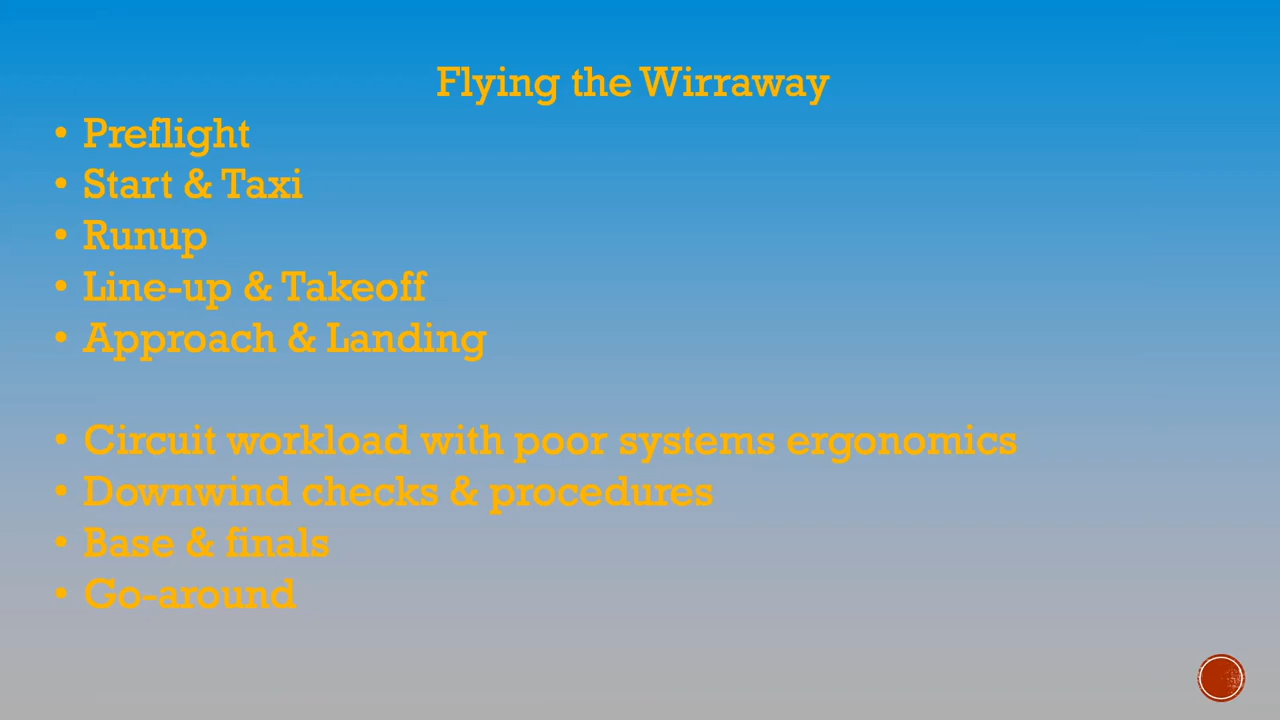 Flying the Wirraway
• Preflight
• Start & Taxi
• Runup
• Line-up & Takeoff
• Approach & Landing
• Circuit workload with poor systems ergonomics
• Downwind checks & procedures
• Base & finals
• Go-around